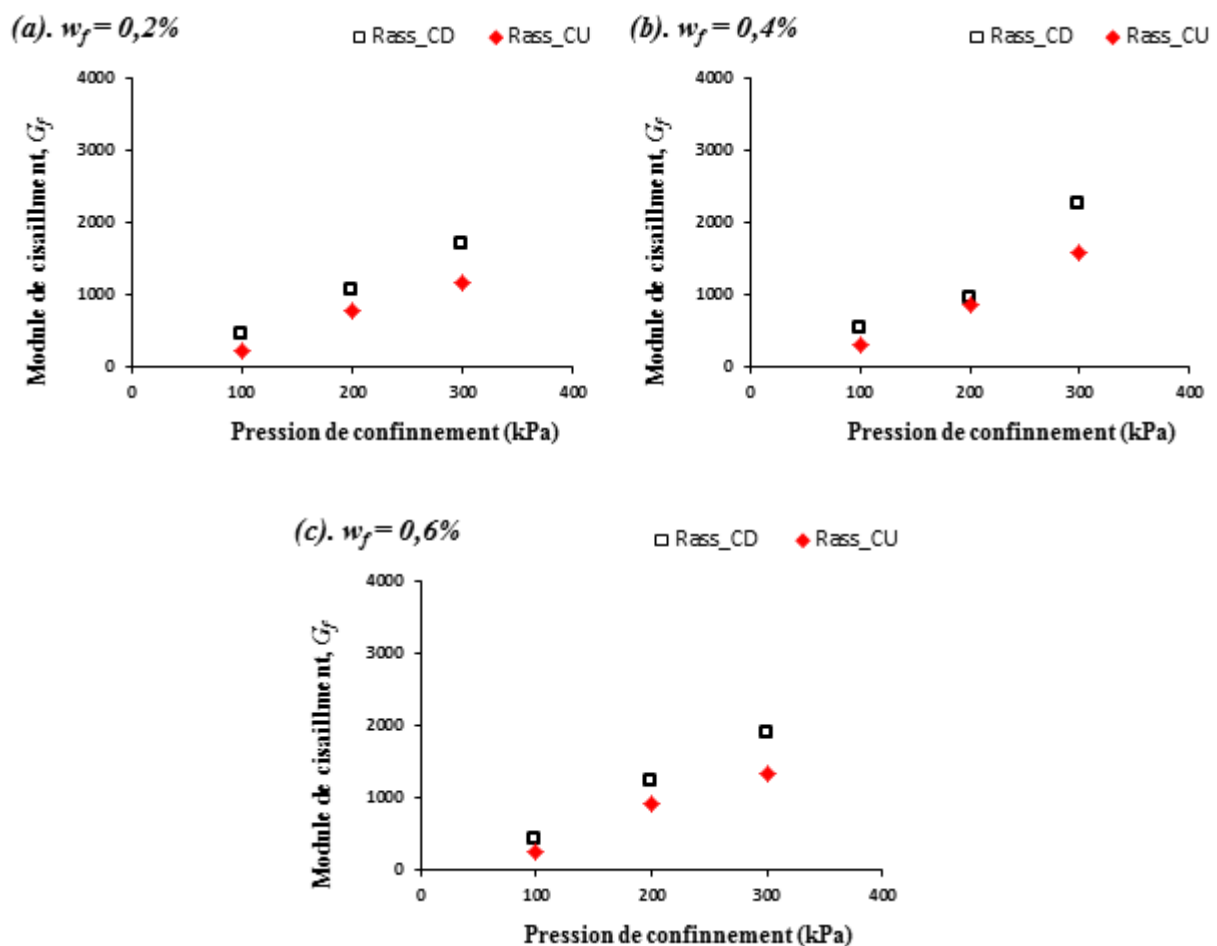 (a). wf = 0,2%
Rass_CD Rass_CU
4000
3000
2000
1000
0
0 100 200 300 400
Module de cisaillment, Gf
Pression de confinnement (kPa)
(b). wf = 0,4%
Rass_CD Rass_CU
4000
3000
2000
1000
0
0 100 200 300 400
Module de cisaillment, Gf
Pression de confinnement (kPa)
(c). wf = 0,6%
Rass_CD Rass_CU
4000
3000
2000
1000
0
0 100 200 300 400
Module de cisaillment, Gf
Pression de confinnement (kPa)